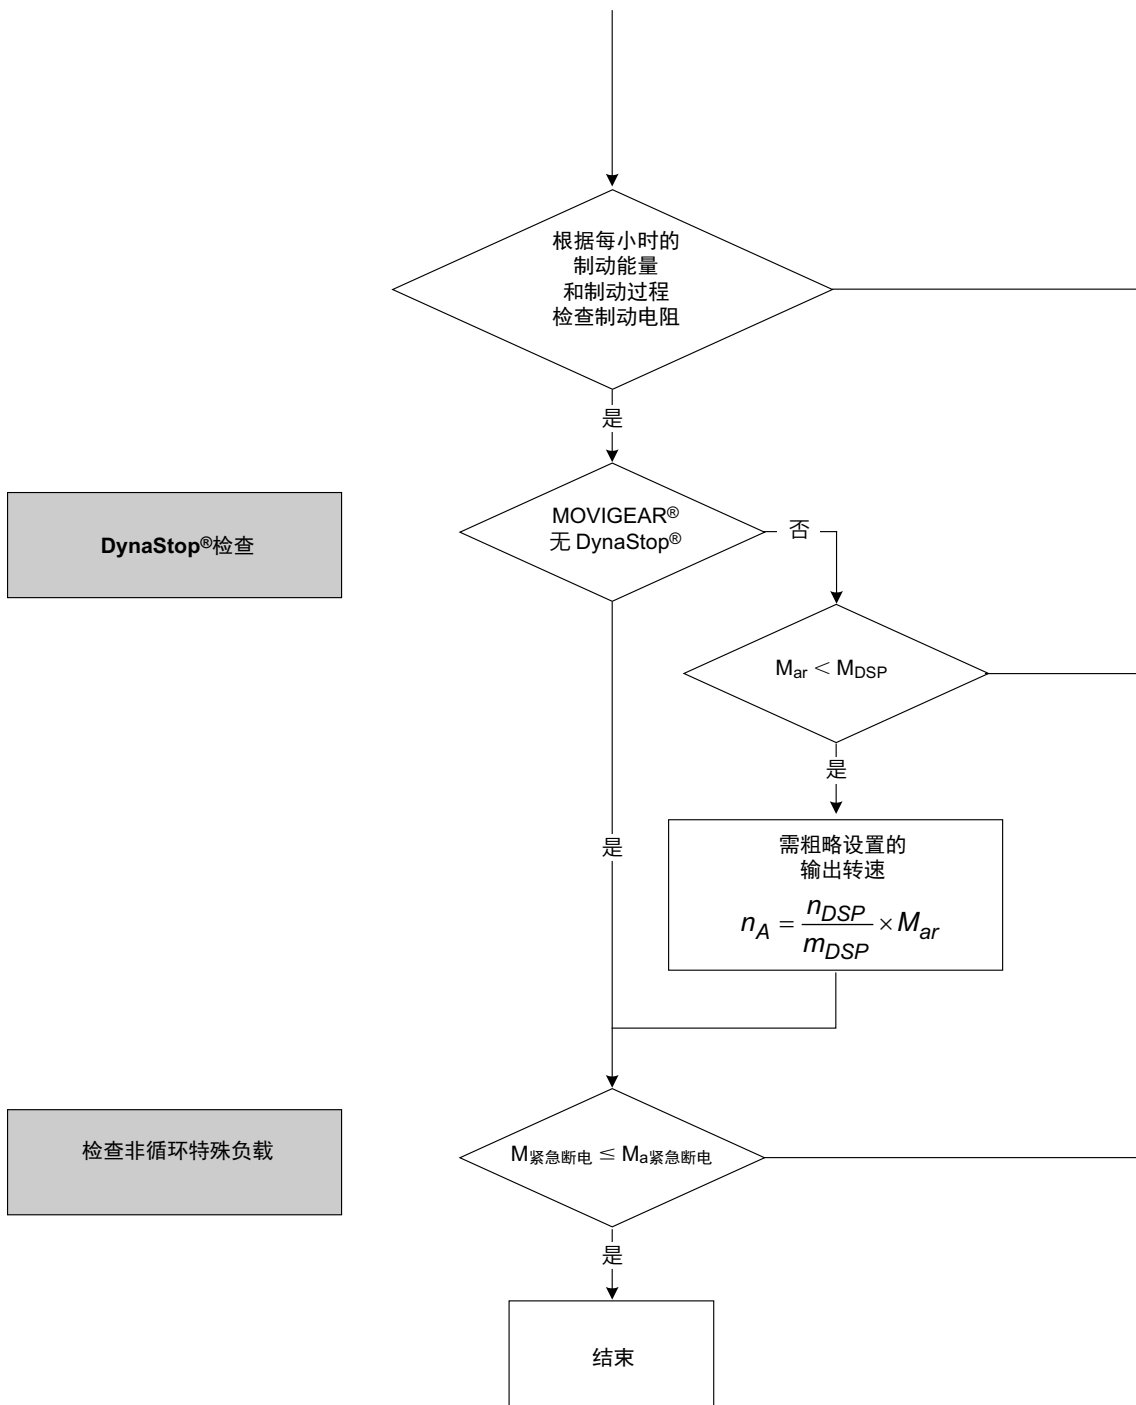 根据每小时的
制动能量
和制动过程
检查制动电阻
是
DynaStop®检查
MOVIGEAR®
无 DynaStop®
否
Mar < MDSP
是
是
需粗略设置的
输出转速
nA = nDSP / mDSP × Mar
检查非循环特殊负载
M紧急断电 ≤ Ma紧急断电
是
结束